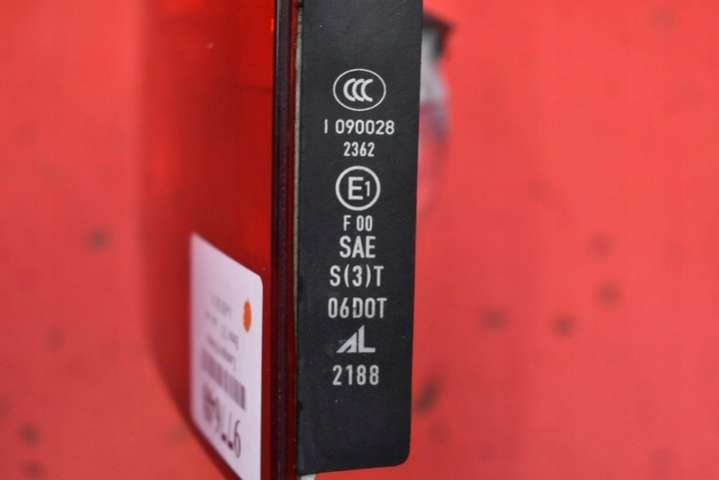 CCC
I 090028
2362
E1
F 00
SAE
S(3)T
06DOT
AL
2188